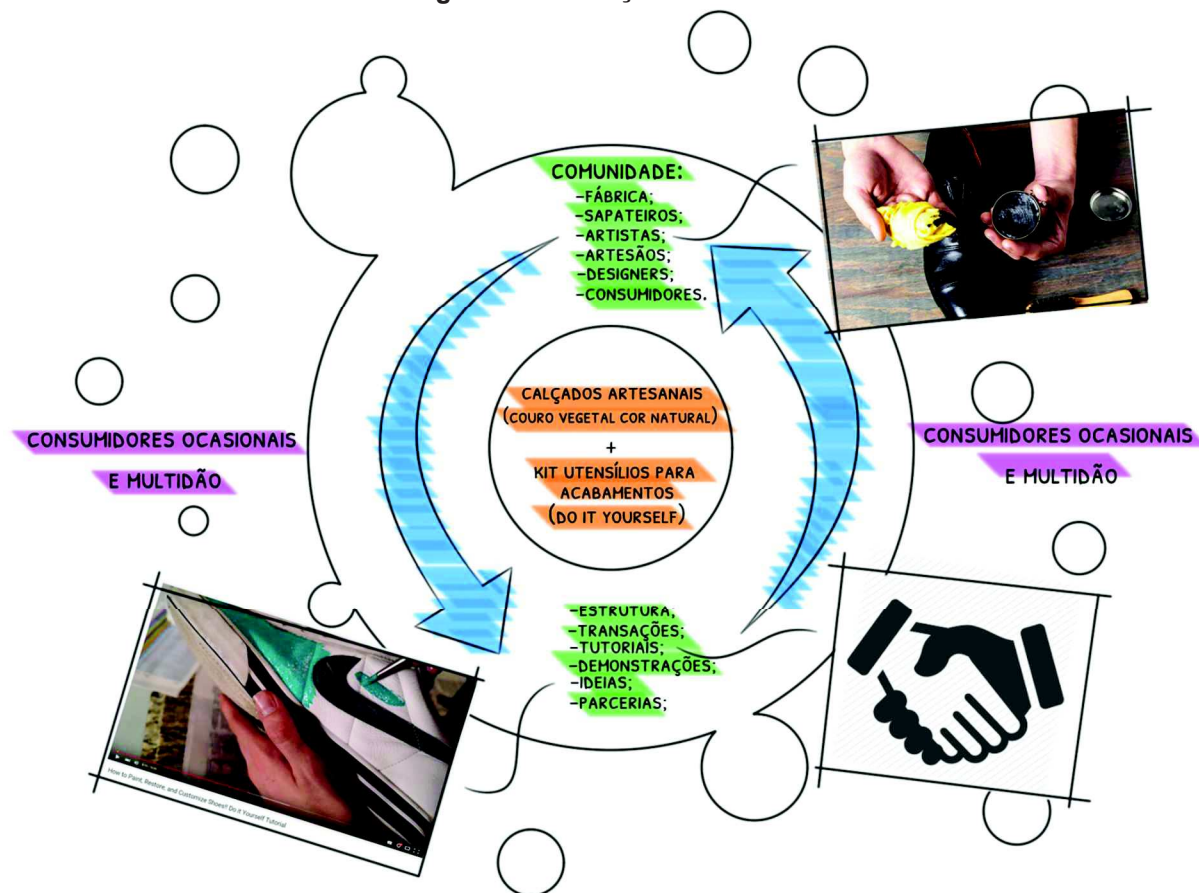 COMUNIDADE:
-FÁBRICA;
-SAPATEIROS;
-ARTISTAS;
-ARTESÃOS;
-DESIGNERS;
-CONSUMIDORES.
CALÇADOS ARTESANAIS
(COURO VEGETAL COR NATURAL)
+
KIT UTENSÍLIOS PARA
ACABAMENTOS
(DO IT YOURSELF)
CONSUMIDORES OCASIONAIS
E MULTIDÃO
CONSUMIDORES OCASIONAIS
E MULTIDÃO
-ESTRUTURA,
-TRANSAÇÕES;
-TUTORIAIS;
-DEMONSTRAÇÕES;
-IDEIAS;
-PARCERIAS;
How to Paint, Restore, and Customize Shoes!! Do it Yourself Tutorial